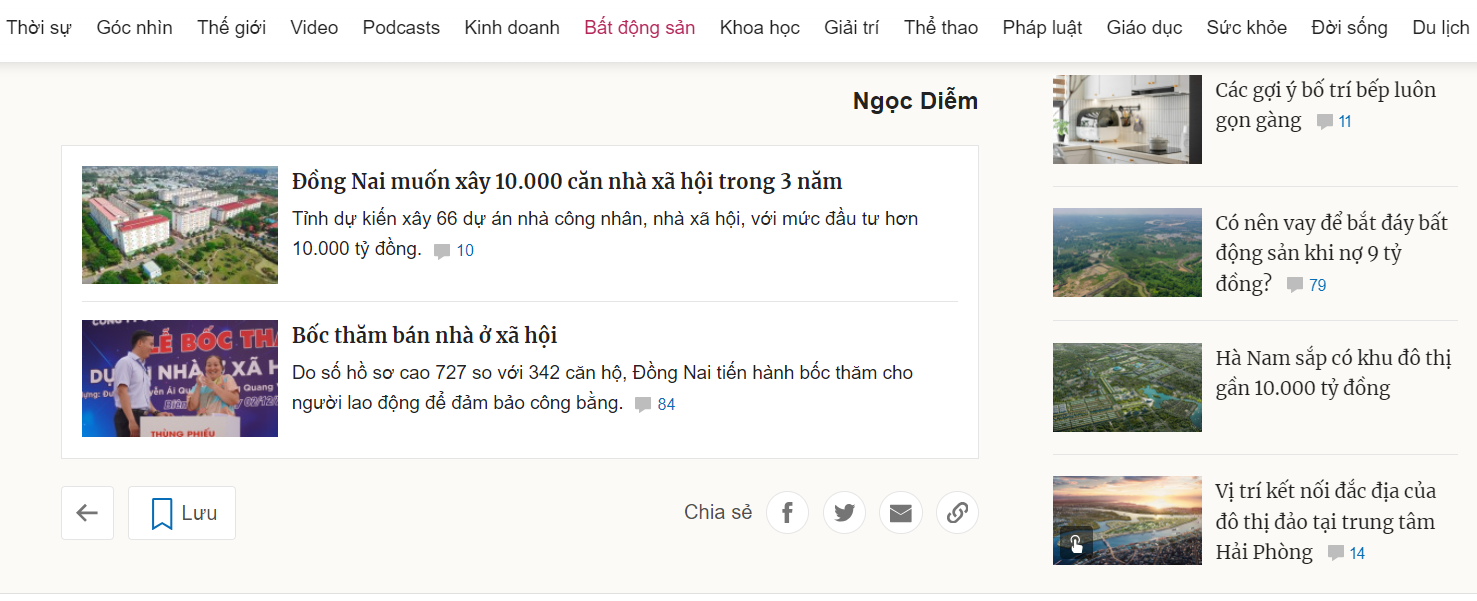 Thời sự Góc nhìn Thế giới Video Podcasts Kinh doanh Bất động sản Khoa học Giải trí Thể thao Pháp luật Giáo dục Sức khỏe Đời sống Du lịch
Ngọc Diễm
Đồng Nai muốn xây 10.000 căn nhà xã hội trong 3 năm
Tỉnh dự kiến xây 66 dự án nhà công nhân, nhà xã hội, với mức đầu tư hơn
10.000 tỷ đồng. 10
LỄ BỐC THĂ
THÙNG PHIẾU
Bốc thăm bán nhà ở xã hội
Do số hồ sơ cao 727 so với 342 căn hộ, Đồng Nai tiến hành bốc thăm cho
người lao động để đảm bảo công bằng. 84
Lưu
Chia sẻ
Các gợi ý bố trí bếp luôn
gọn gàng 11
Có nên vay để bắt đáy bất
động sản khi nợ 9 tỷ
đồng? 79
Hà Nam sắp có khu đô thị
gần 10.000 tỷ đồng
Vị trí kết nối đắc địa của
đô thị đảo tại trung tâm
Hải Phòng 14